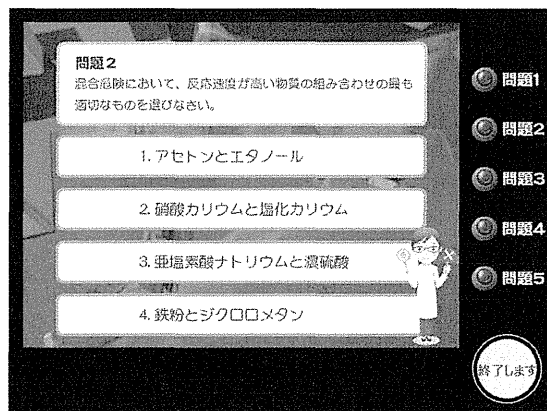 問題2
混合危険において、反応速度が高い物質の組み合わせの最も
適切なものを選びなさい。
1. アセトンとエタノール
2. 硝酸カリウムと塩化カリウム
3. 亜塩素酸ナトリウムと濃硫酸
4. 鉄粉とジクロロメタン
問題1
問題2
問題3
問題4
問題5
終了します